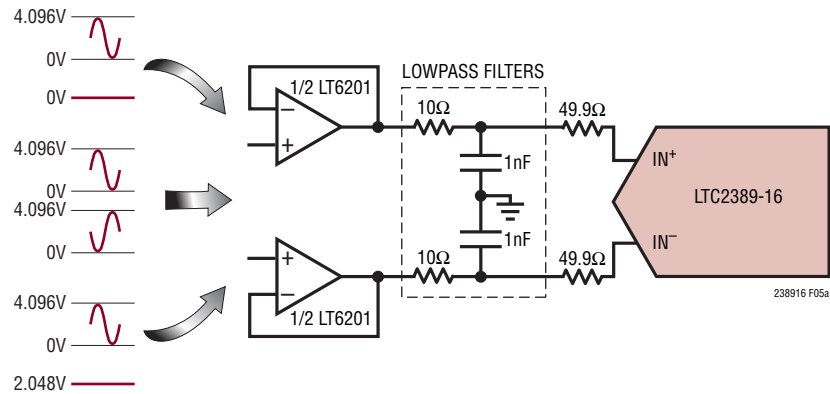 4.096V
0V
0V
4.096V
0V
4.096V
0V
4.096V
0V
2.048V
1/2 LT6201
−
+
+
−
1/2 LT6201
LOWPASS FILTERS
10Ω
1nF
1nF
10Ω
49.9Ω
49.9Ω
IN+
LTC2389-16
IN−
238916 F05a